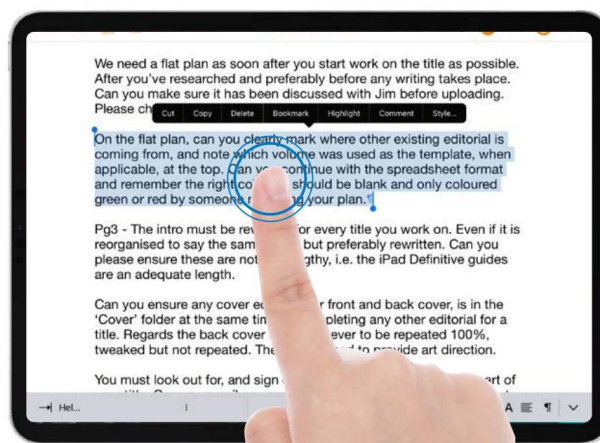 We need a flat plan as soon after you start work on the title as possible.
After you've researched and preferably before any writing takes place.
Can you make sure it has been discussed with Jim before uploading.
Please ch
Cut Copy Delete Bookmark Highlight Comment Style...
On the flat plan, can you clearly mark where other existing editorial is
coming from, and note which volume was used as the template, when
applicable, at the top. Can you continue with the spreadsheet format
and remember the right co should be blank and only coloured
green or red by someone your plan.¶
Pg3 - The intro must be for every title you work on. Even if it is
reorganised to say the sam but preferably rewritten. Can you
please ensure these are not gthy, i.e. the iPad Definitive guides
are an adequate length.
Can you ensure any cover front and back cover, is in the
'Cover' folder at the same tim pleting any other editorial for a
title. Regards the back cover ever to be repeated 100%,
tweaked but not repeated. The to provide art direction.
You must look out for, and sign art of
Hel...
A ¶